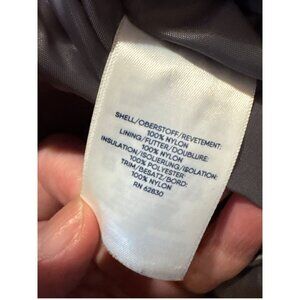 SHELL/OBERSTOFF/REVETEMENT:
100% NYLON
LINING/FUTTER/DOUBLURE:
100% NYLON
INSULATION/ISOLIERUNG/ISOLATION:
100% POLYESTER
TRIM/BESATZ/BORD:
100% NYLON
RN 62830